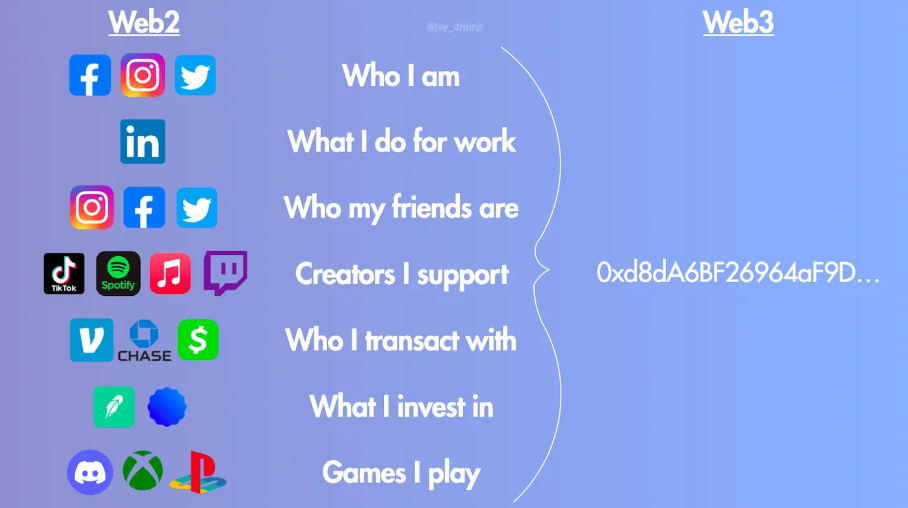 Web2
@jay_drainjr
Web3
Who I am
in
What I do for work
Who my friends are
TikTok
Spotify
Creators I support
0xd8dA6BF26964aF9D...
CHASE
Who I transact with
What I invest in
Games I play